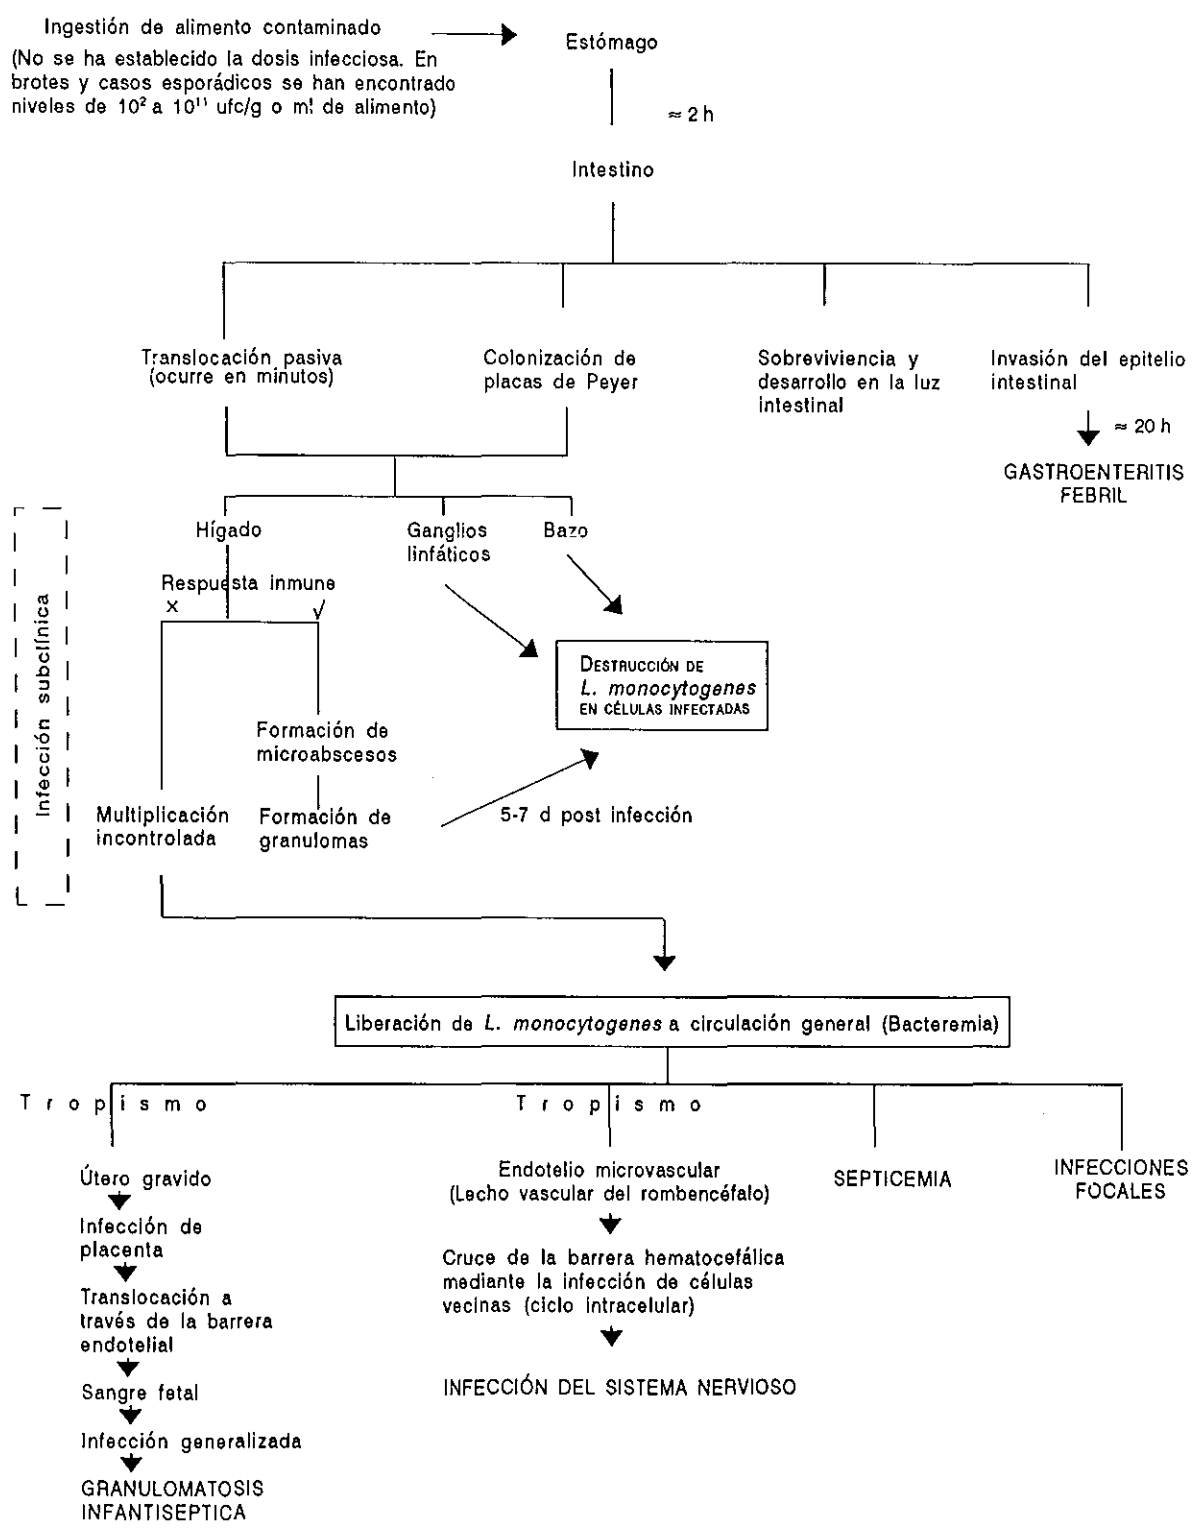 Ingestión de alimento contaminado
(No se ha establecido la dosis infecciosa. En
brotes y casos esporádicos se han encontrado
niveles de 10² a 10¹¹ ufc/g o ml de alimento)
Estómago
≈ 2 h
Intestino
Translocación pasiva
(ocurre en minutos)
Colonización de
placas de Peyer
Sobreviviencia y
desarrollo en la luz
intestinal
Invasión del epitelio
intestinal
≈ 20 h
GASTROENTERITIS
FEBRIL
Infección subclínica
Hígado
Ganglios
linfáticos
Bazo
Respuesta inmune
x √
DESTRUCCIÓN DE
L. monocytogenes
EN CÉLULAS INFECTADAS
Formación de
microabscesos
Multiplicación
incontrolada
Formación de
granulomas
5-7 d post infección
Liberación de L. monocytogenes a circulación general (Bacteremia)
Tropismo
Tropismo
Útero gravido
Infección de
placenta
Translocación a
través de la barrera
endotelial
Sangre fetal
Infección generalizada
GRANULOMATOSIS
INFANTISEPTICA
Endotelio microvascular
(Lecho vascular del rombencéfalo)
Cruce de la barrera hematocefálica
mediante la infección de células
vecinas (ciclo intracelular)
INFECCIÓN DEL SISTEMA NERVIOSO
SEPTICEMIA
INFECCIONES
FOCALES